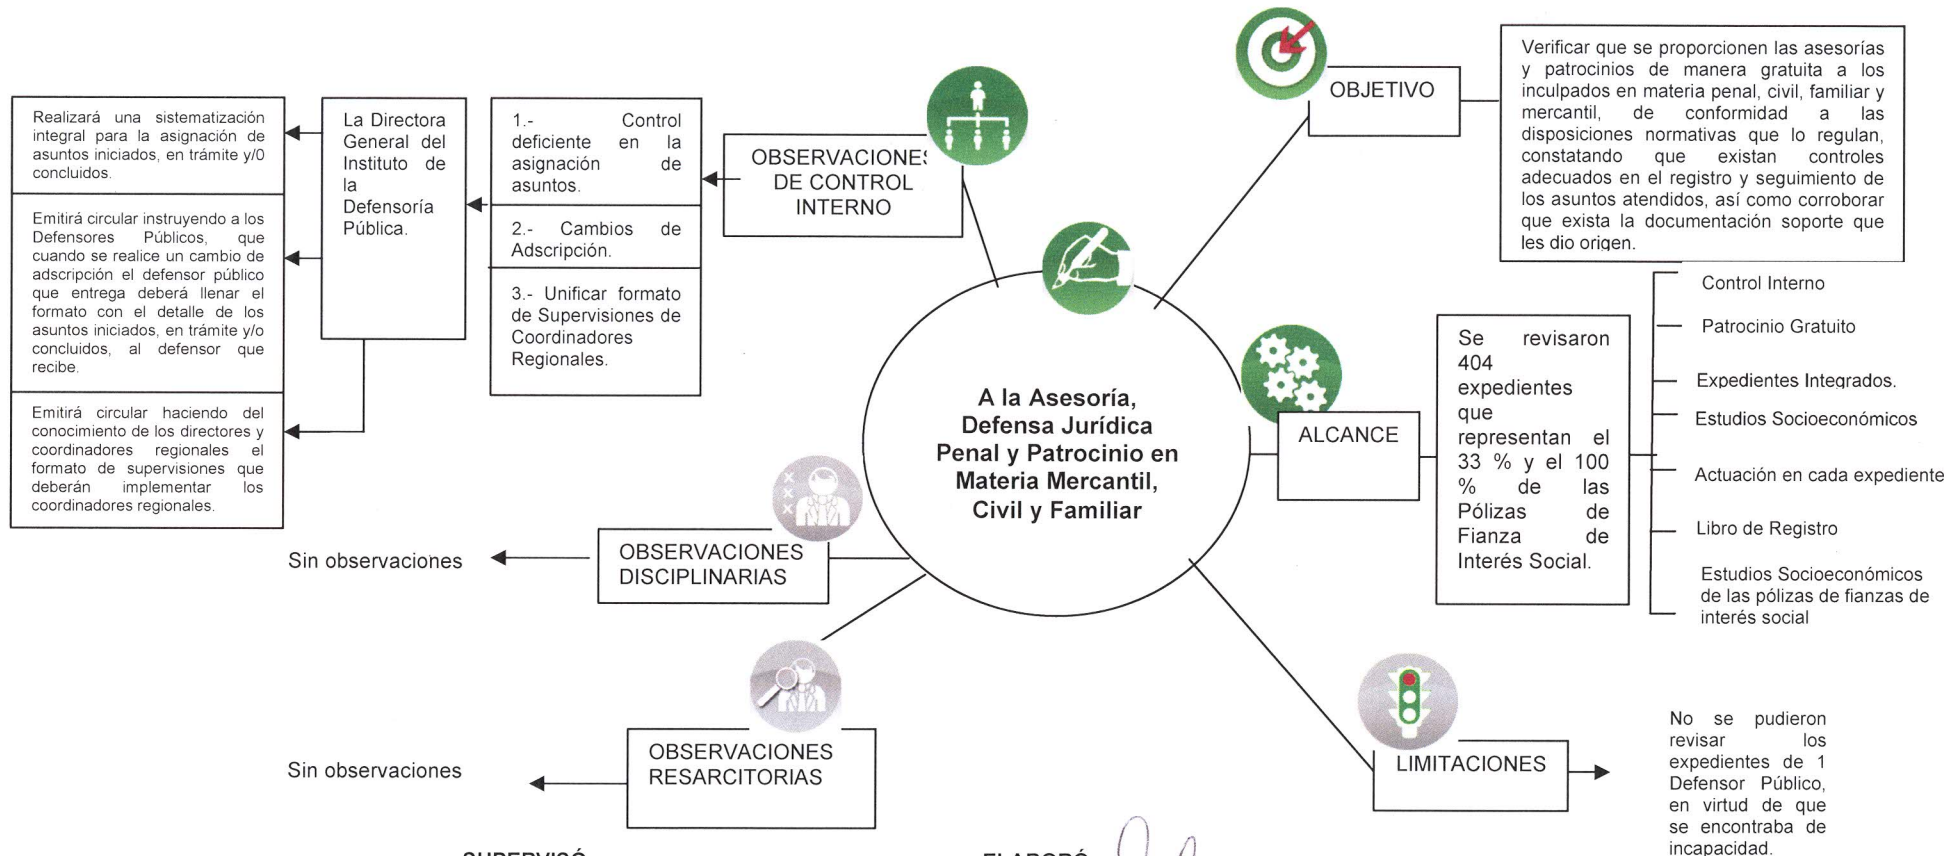 Realizará una sistematización
integral para la asignación de
asuntos iniciados, en trámite y/0
concluidos.
Emitirá circular instruyendo a los
Defensores Públicos, que
cuando se realice un cambio de
adscripción el defensor público
que entrega deberá llenar el
formato con el detalle de los
asuntos iniciados, en trámite y/o
concluidos, al defensor que
recibe.
Emitirá circular haciendo del
conocimiento de los directores y
coordinadores regionales el
formato de supervisiones que
deberán implementar los
coordinadores regionales.
La Directora
General del
Instituto de
la
Defensoría
Pública.
1.- Control
deficiente en la
asignación de
asuntos.
2.- Cambios de
Adscripción.
3.- Unificar formato
de Supervisiones de
Coordinadores
Regionales.
OBSERVACIONES
DE CONTROL
INTERNO
OBJETIVO
Verificar que se proporcionen las asesorías
y patrocinios de manera gratuita a los
inculpados en materia penal, civil, familiar y
mercantil, de conformidad a las
disposiciones normativas que lo regulan,
constatando que existan controles
adecuados en el registro y seguimiento de
los asuntos atendidos, así como corroborar
que exista la documentación soporte que
les dio origen.
A la Asesoría,
Defensa Jurídica
Penal y Patrocinio en
Materia Mercantil,
Civil y Familiar
ALCANCE
Se revisaron
404
expedientes
que
representan el
33 % y el 100
% de las
Pólizas de
Fianza de
Interés Social.
Control Interno
Patrocinio Gratuito
Expedientes Integrados.
Estudios Socioeconómicos
Actuación en cada expediente
Libro de Registro
Estudios Socioeconómicos
de las pólizas de fianzas de
interés social
Sin observaciones
OBSERVACIONES
DISCIPLINARIAS
Sin observaciones
OBSERVACIONES
RESARCITORIAS
LIMITACIONES
No se pudieron
revisar los
expedientes de 1
Defensor Público,
en virtud de que
se encontraba de
incapacidad.
SUPERVISÓ
ELABORÓ